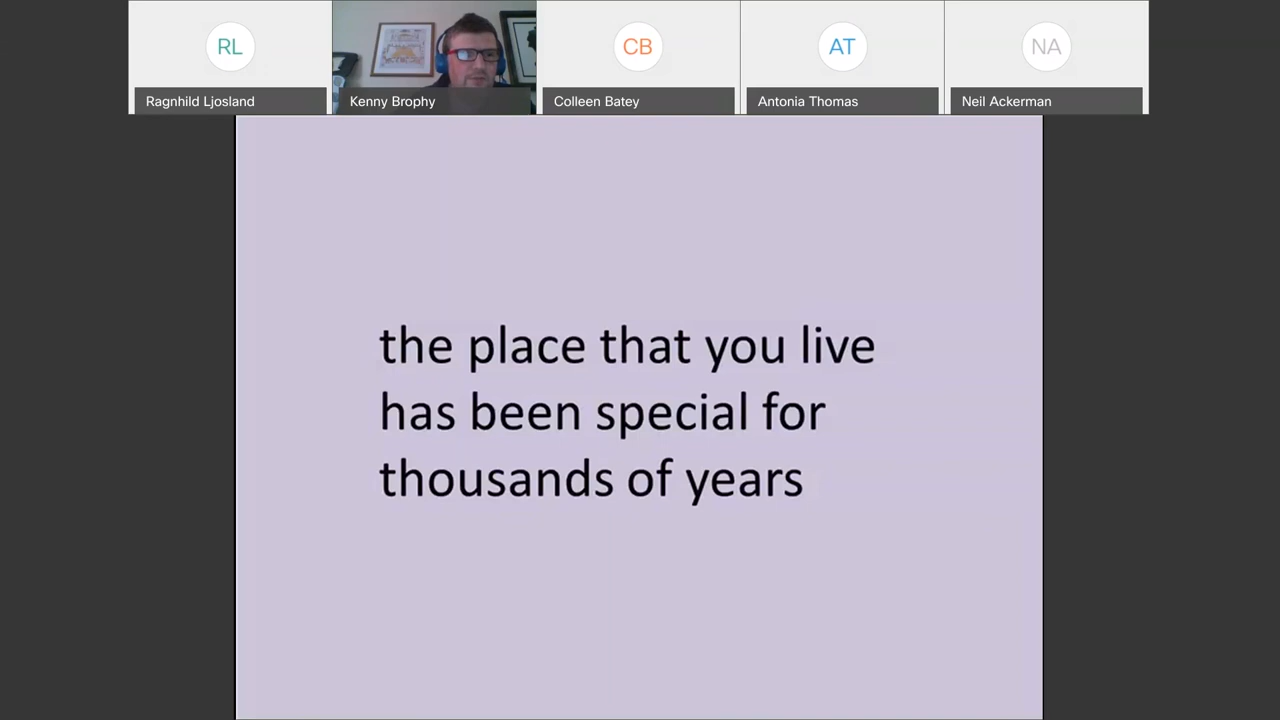 RL
CB
AT
NA
Ragnhild Ljosland
Kenny Brophy
Colleen Batey
Antonia Thomas
Neil Ackerman
the place that you live
has been special for
thousands of years